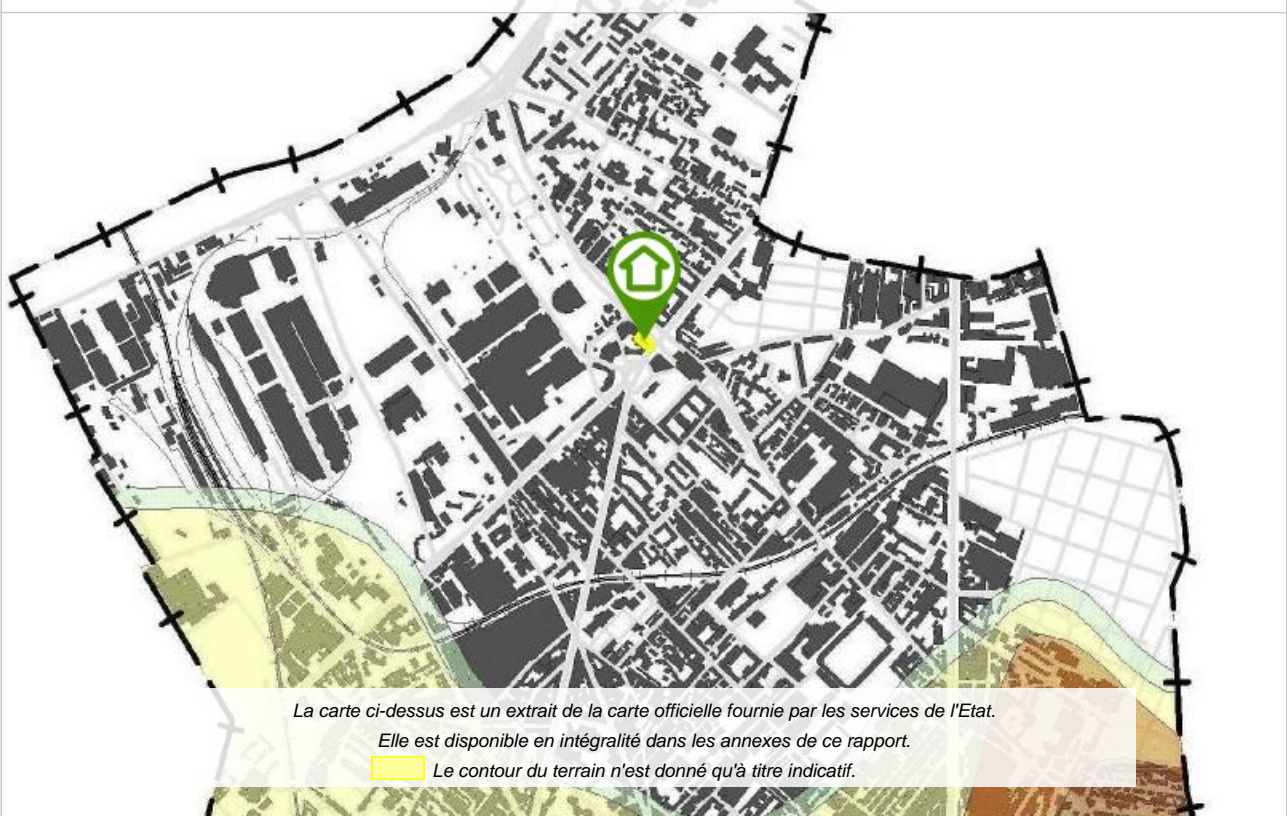 La carte ci-dessus est un extrait de la carte officielle fournie par les services de l'Etat.
Elle est disponible en intégralité dans les annexes de ce rapport.
Le contour du terrain n'est donné qu'à titre indicatif.